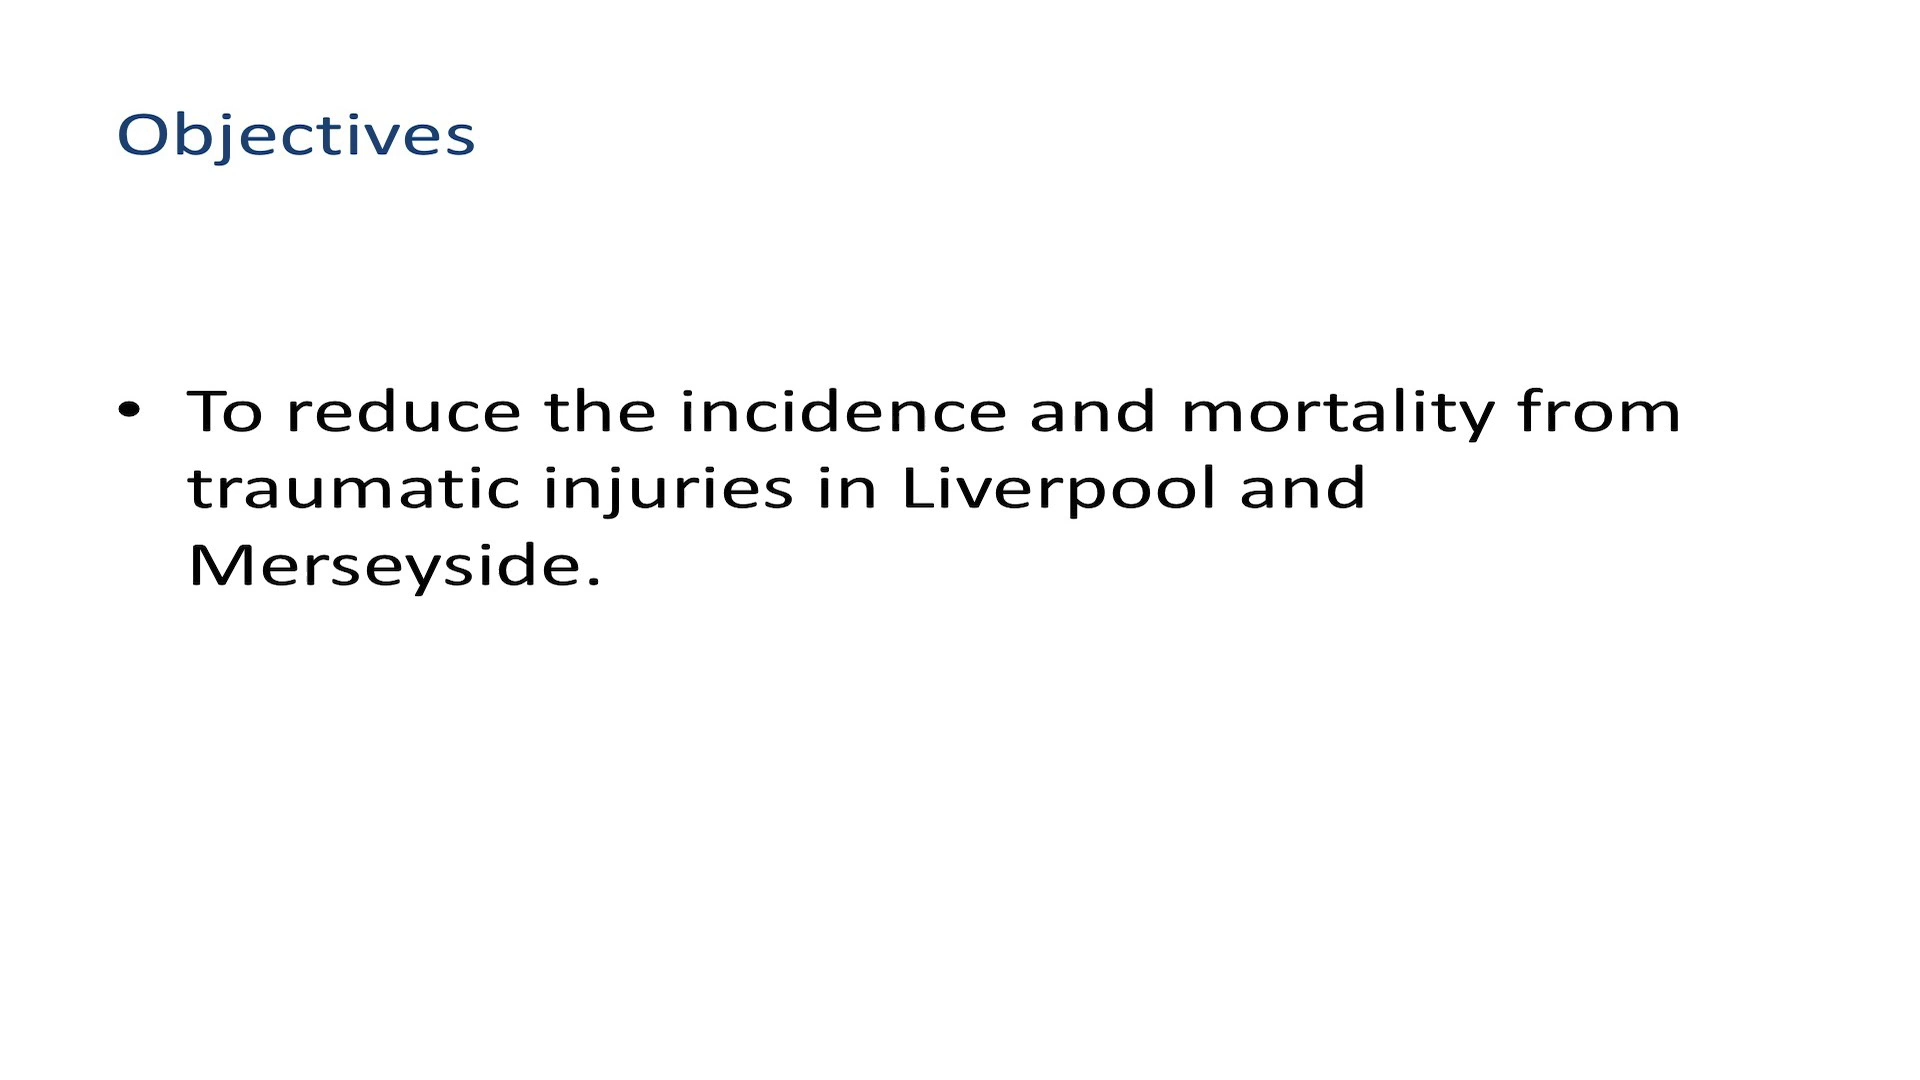 Objectives
• To reduce the incidence and mortality from
traumatic injuries in Liverpool and
Merseyside.